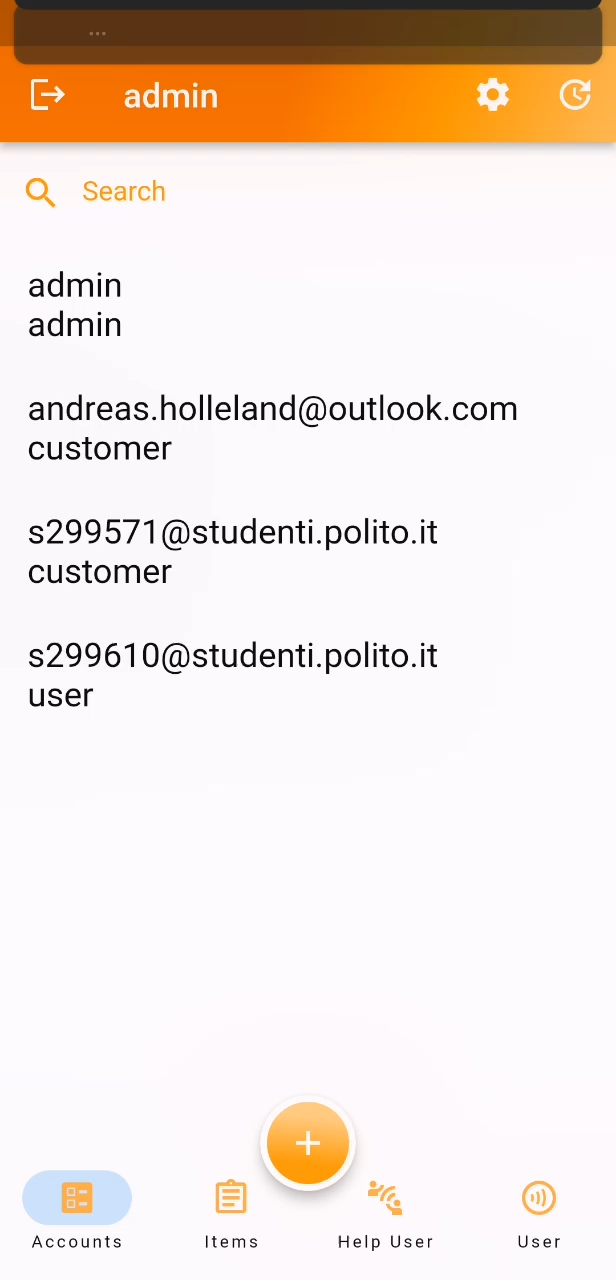 ...
admin
Search
admin
admin
andreas.holleland@outlook.com
customer
s299571@studenti.polito.it
customer
s299610@studenti.polito.it
user
Accounts
Items
Help User
User